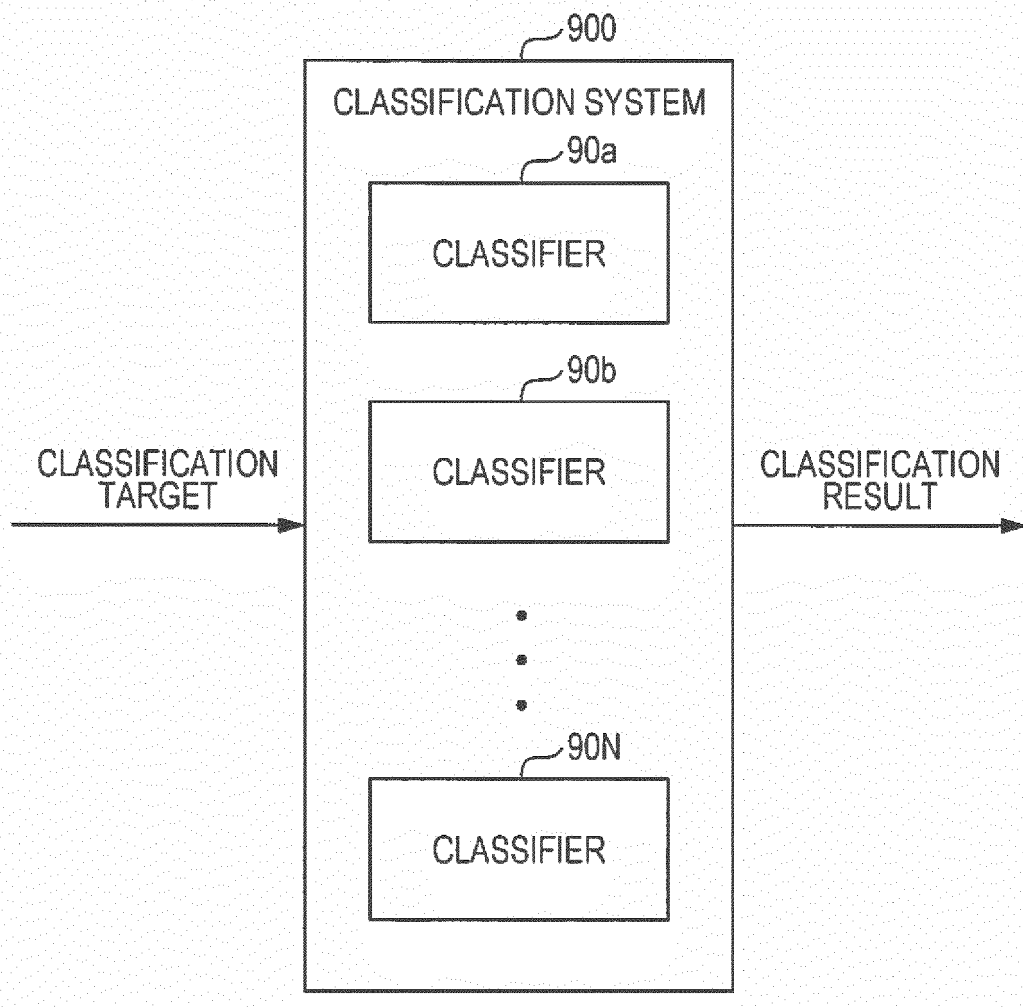 900
CLASSIFICATION SYSTEM
90a
CLASSIFIER
90b
CLASSIFIER
CLASSIFICATION
TARGET
CLASSIFICATION
RESULT
90N
CLASSIFIER